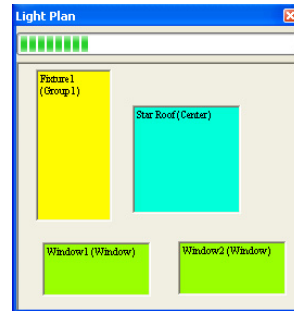 Light Plan
Fixture1
(Group1)
Star Roof (Center)
Window1 (Window)
Window2 (Window)